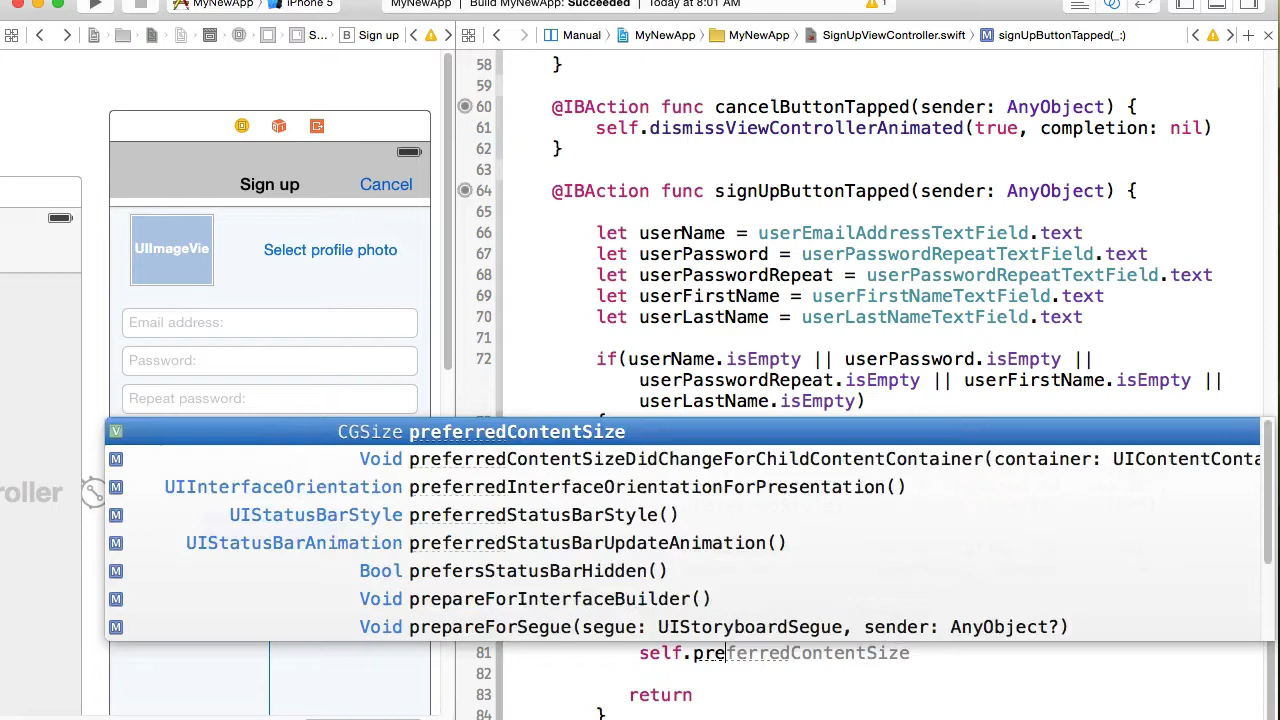 MyNewApp iPhone 5 MyNewApp Build MyNewApp: Succeeded Today at 8:01 AM 1
S... B Sign up Manual MyNewApp MyNewApp SignUpViewController.swift M signUpButtonTapped(_:)
58 }
59
60 @IBAction func cancelButtonTapped(sender: AnyObject) {
61 self.dismissViewControllerAnimated(true, completion: nil)
62 }
63
64 @IBAction func signUpButtonTapped(sender: AnyObject) {
65
66 let userName = userEmailAddressTextField.text
67 let userPassword = userPasswordRepeatTextField.text
68 let userPasswordRepeat = userPasswordRepeatTextField.text
69 let userFirstName = userFirstNameTextField.text
70 let userLastName = userLastNameTextField.text
71
72 if(userName.isEmpty || userPassword.isEmpty ||
userPasswordRepeat.isEmpty || userFirstName.isEmpty ||
userLastName.isEmpty)
Sign up Cancel
UIImageVie Select profile photo
Email address:
Password:
Repeat password:
roller
V CGSize preferredContentSize
M Void preferredContentSizeDidChangeForChildContentContainer(container: UIContentConta
M UIInterfaceOrientation preferredInterfaceOrientationForPresentation()
M UIStatusBarStyle preferredStatusBarStyle()
M UIStatusBarAnimation preferredStatusBarUpdateAnimation()
M Bool prefersStatusBarHidden()
M Void prepareForInterfaceBuilder()
M Void prepareForSegue(segue: UIStoryboardSegue, sender: AnyObject?)
81 self.preferredContentSize
82
83 return
84 }